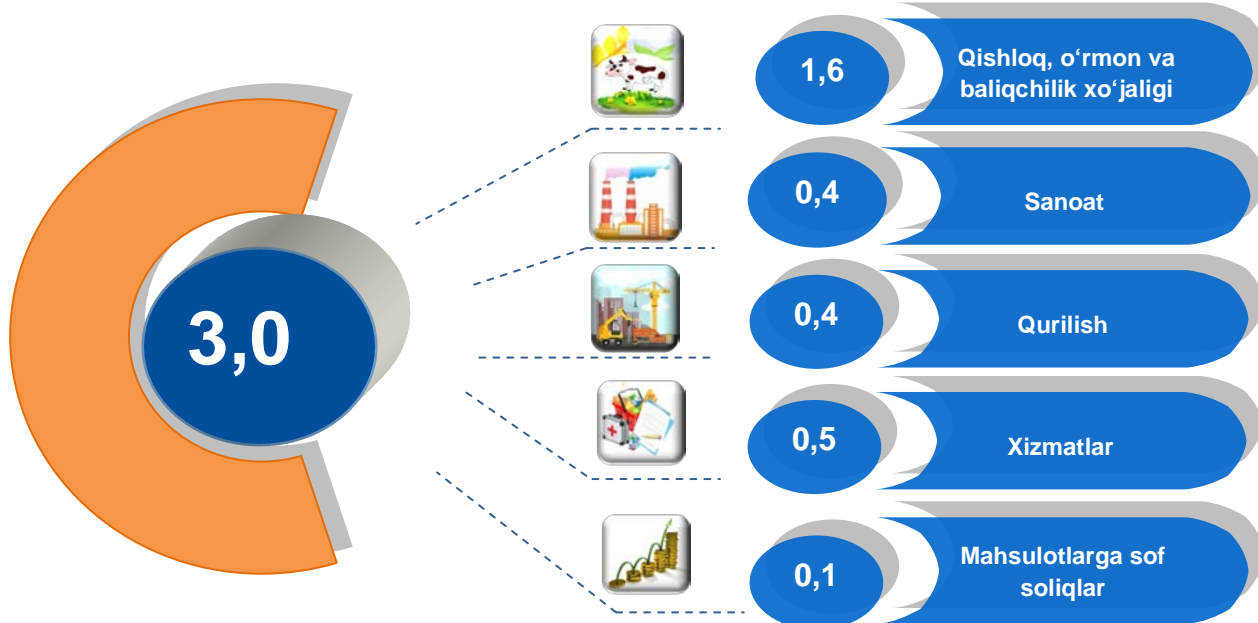 3,0
1,6
Qishloq, o‘rmon va
baliqchilik xo‘jaligi
0,4
Sanoat
0,4
Qurilish
0,5
Xizmatlar
0,1
Mahsulotlarga sof
soliqlar